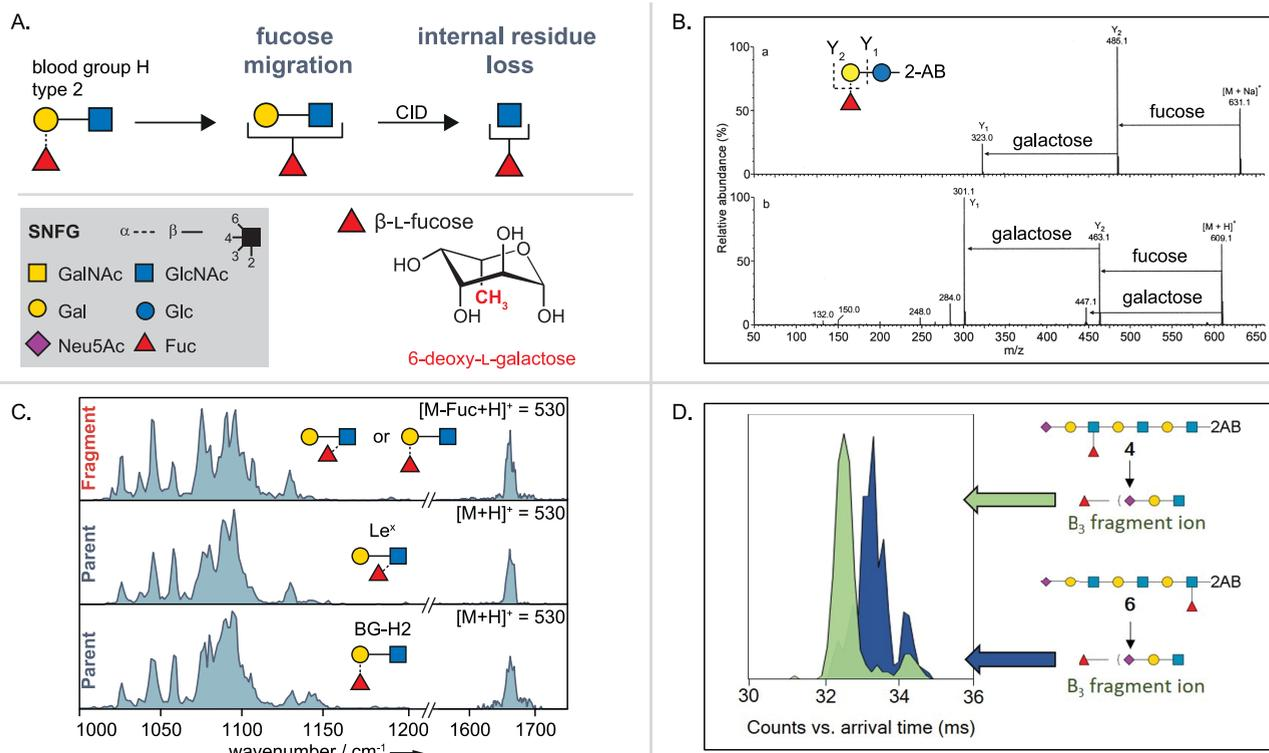 A.
fucose
migration
internal residue
loss
blood group H
type 2
CID
SNFG
α
β
6
4
3
2
GalNAc
GlcNAc
Gal
Glc
Neu5Ac
Fuc
β-L-fucose
OH
O
HO
CH3
OH
OH
6-deoxy-L-galactose
B.
Relative abundance (%)
100
50
0
a
Y2
Y1
2-AB
Y1
323.0
galactose
Y2
485.1
fucose
[M + Na]+
631.1
100
50
0
b
132.0
150.0
248.0
284.0
301.1
Y1
galactose
447.1
Y2
463.1
fucose
galactose
[M + H]+
609.1
50 100 150 200 250 300 350 400 450 500 550 600 650
m/z
C.
Fragment
[M-Fuc+H]+ = 530
or
Parent
[M+H]+ = 530
Lex
Parent
[M+H]+ = 530
BG-H2
1000 1050 1100 1150 1200 1600 1700
wavenumber / cm-1
D.
30 32 34 36
Counts vs. arrival time (ms)
2AB
4
B3 fragment ion
2AB
6
B3 fragment ion